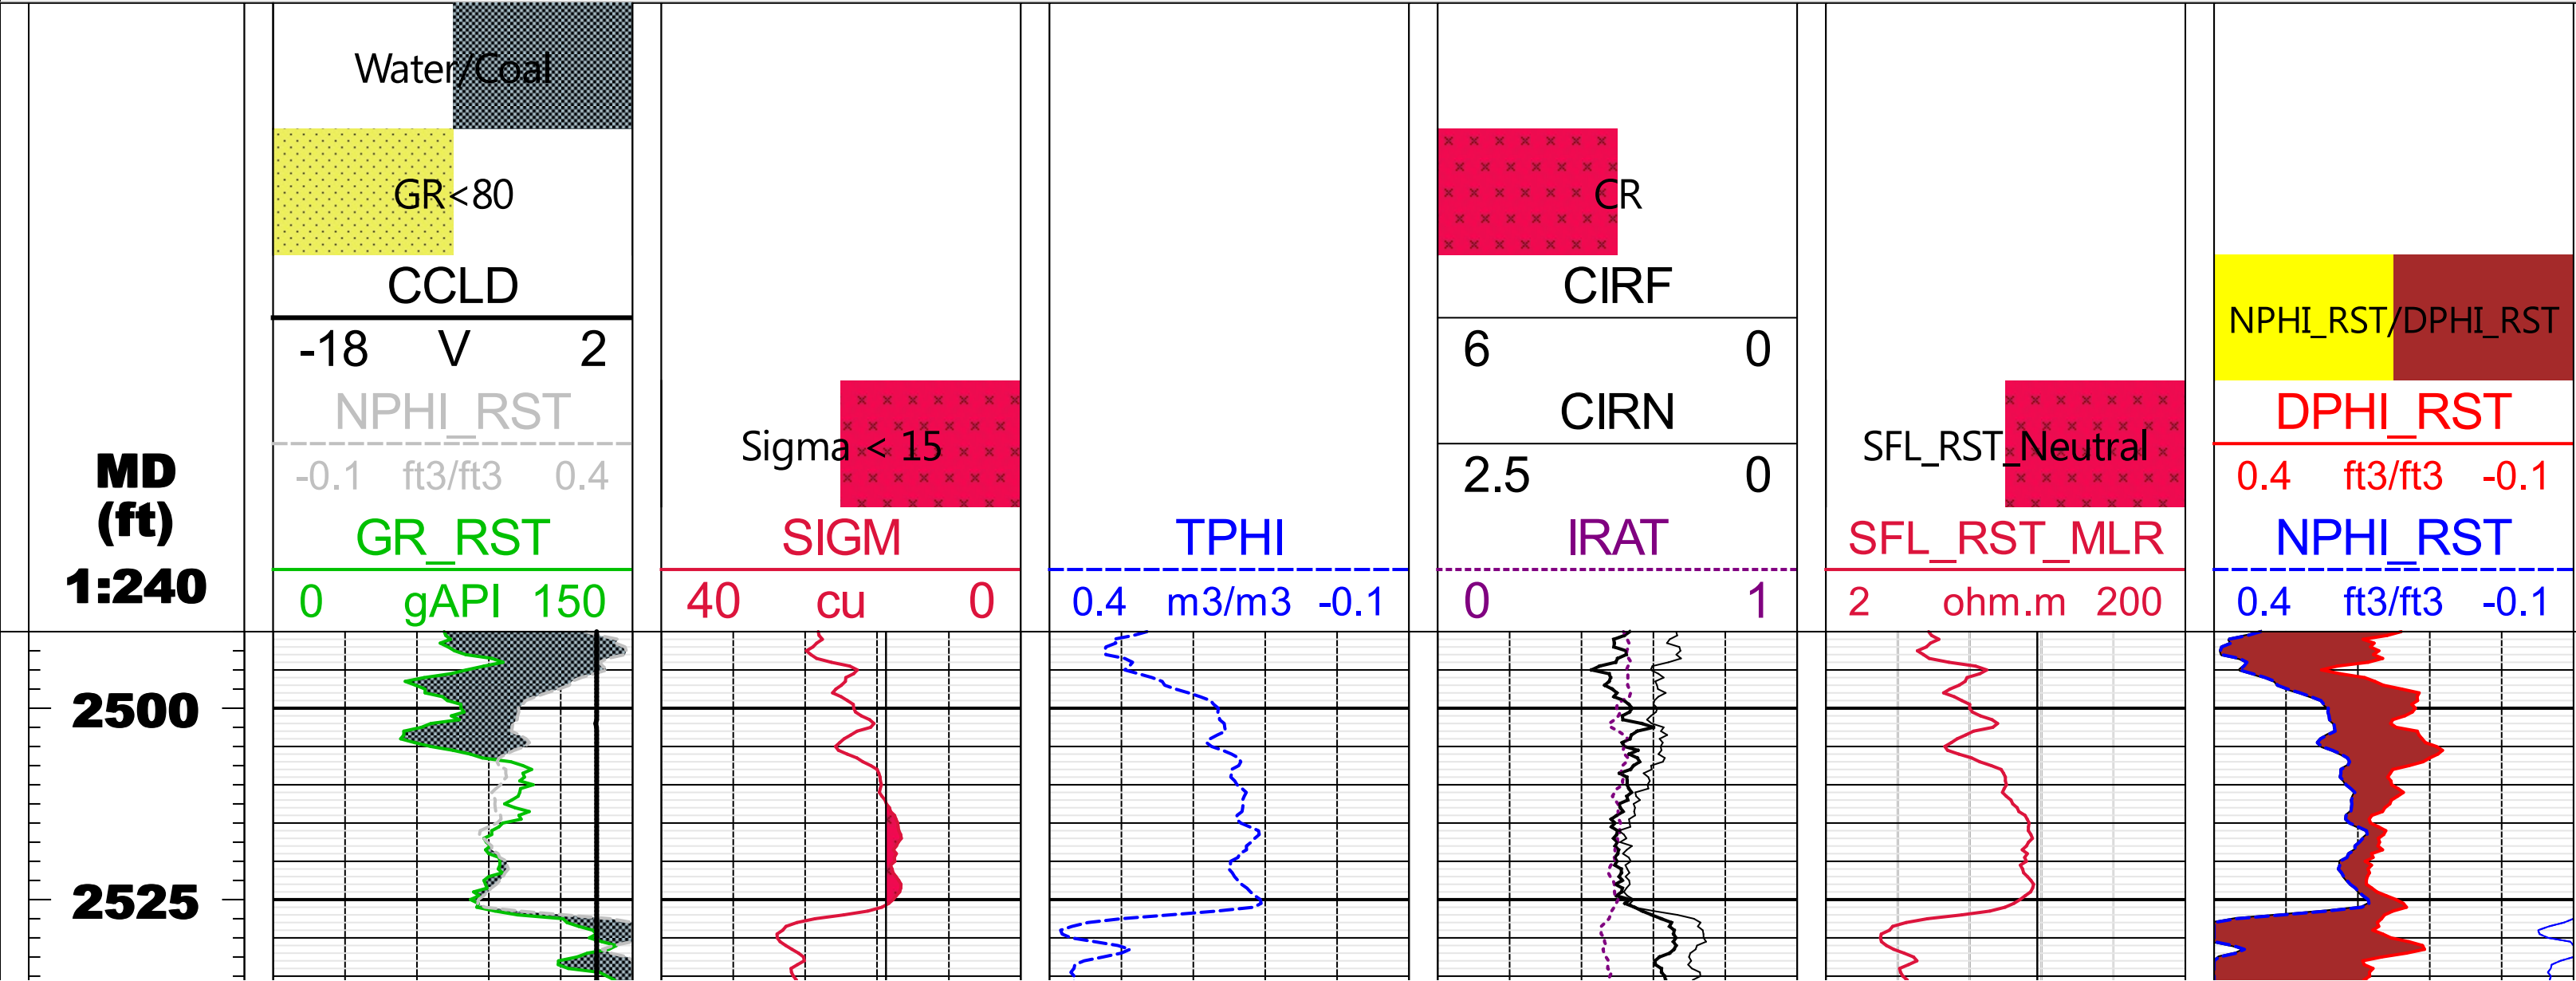 MD
(ft)
1:240
Water/Coal
GR<80
CCLD
-18 V 2
NPHI_RST
-0.1 ft3/ft3 0.4
GR_RST
0 gAPI 150
Sigma < 15
SIGM
40 cu 0
TPHI
0.4 m3/m3 -0.1
CR
CIRF
6 0
CIRN
2.5 0
IRAT
0 1
SFL_RST_Neutral
SFL_RST_MLR
2 ohm.m 200
NPHI_RST/DPHI_RST
DPHI_RST
0.4 ft3/ft3 -0.1
NPHI_RST
0.4 ft3/ft3 -0.1
2500
2525